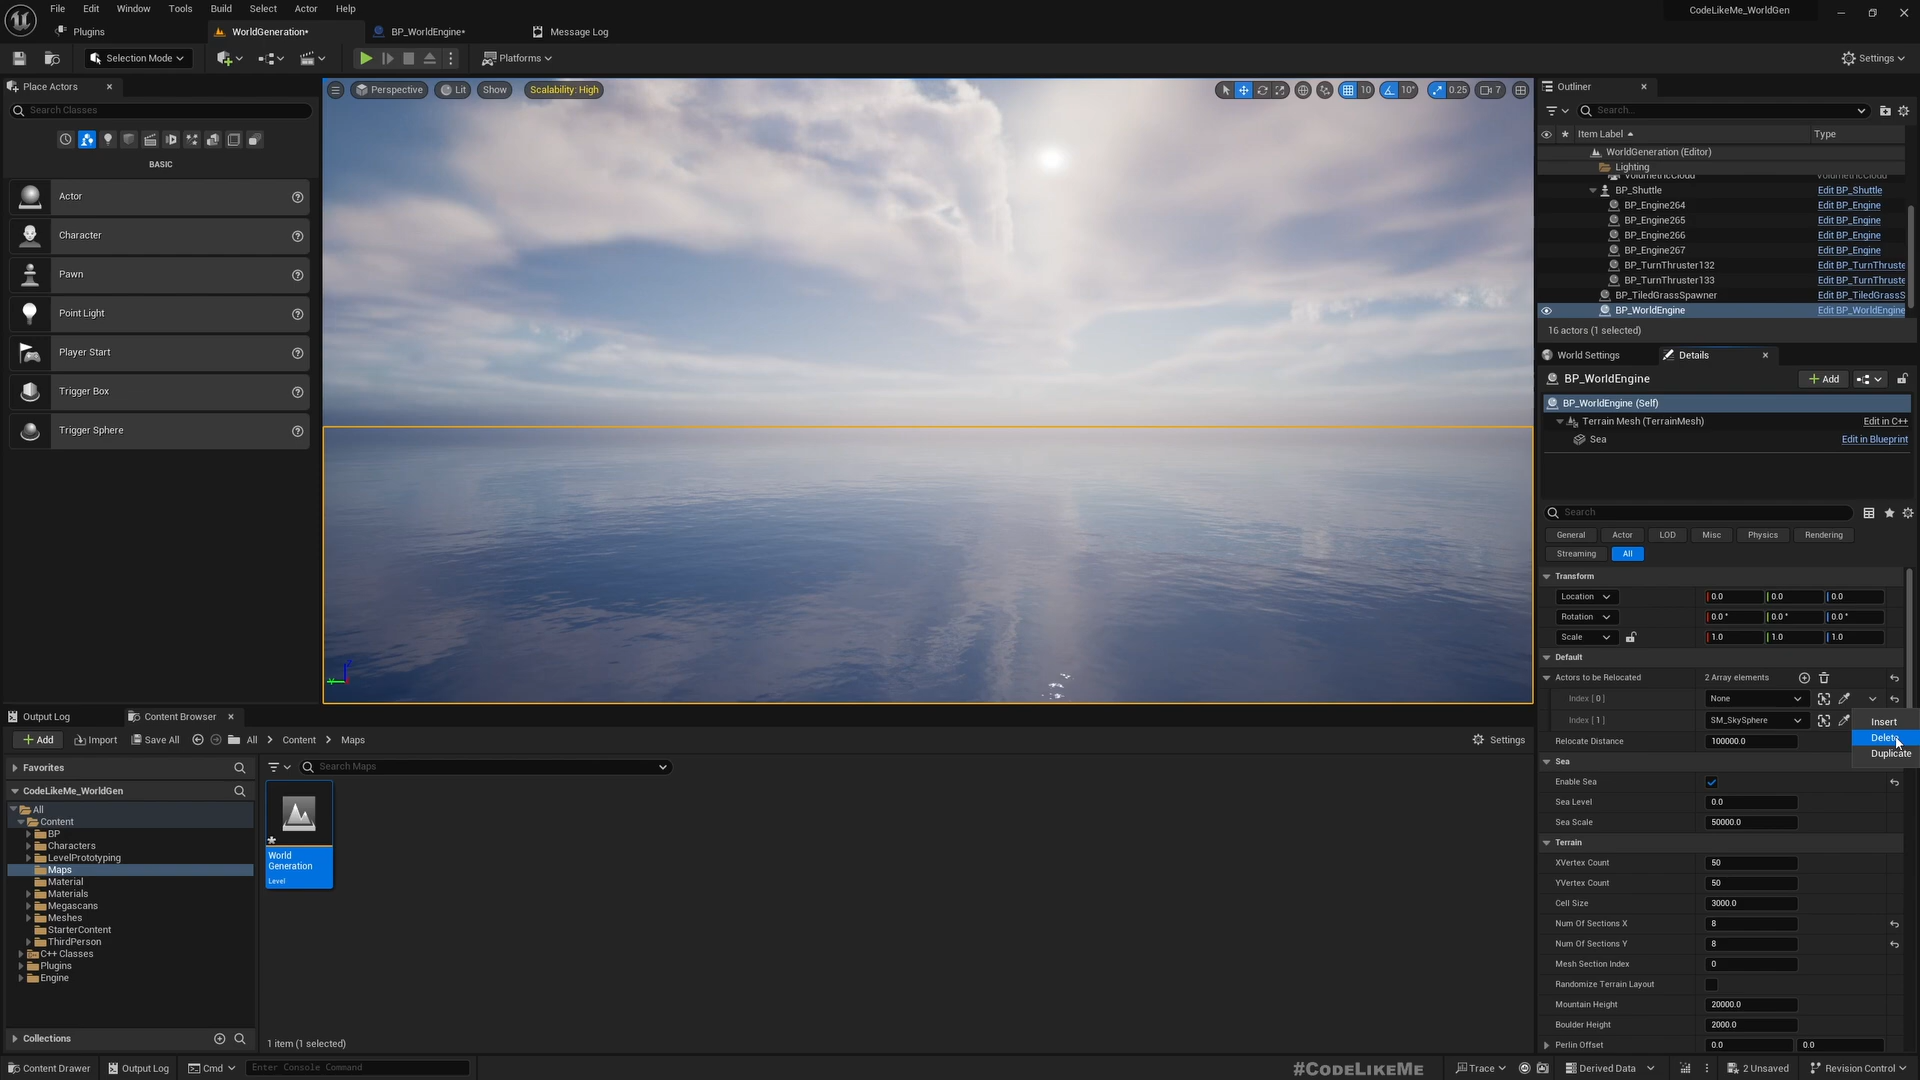 File Edit Window Tools Build Select Actor Help
CodeLikeMe_WorldGen
Plugins
WorldGeneration•
BP_WorldEngine•
Message Log
Selection Mode
Platforms
Settings
Place Actors
Search Classes
BASIC
Actor
Character
Pawn
Point Light
Player Start
Trigger Box
Trigger Sphere
Perspective
Lit
Show
Scalability: High
10
10°
0.25
7
Outliner
Search...
Item Label
Type
WorldGeneration (Editor)
Lighting
VolumetricCloud VolumetricCloud
BP_Shuttle Edit BP_Shuttle
BP_Engine264 Edit BP_Engine
BP_Engine265 Edit BP_Engine
BP_Engine266 Edit BP_Engine
BP_Engine267 Edit BP_Engine
BP_TurnThruster132 Edit BP_TurnThruste
BP_TurnThruster133 Edit BP_TurnThruste
BP_TiledGrassSpawner Edit BP_TiledGrassS
BP_WorldEngine Edit BP_WorldEngine
16 actors (1 selected)
World Settings
Details
BP_WorldEngine
Add
BP_WorldEngine (Self)
Terrain Mesh (TerrainMesh) Edit in C++
Sea Edit in Blueprint
Search
General Actor LOD Misc Physics Rendering
Streaming All
Transform
Location 0.0 0.0 0.0
Rotation 0.0 ° 0.0 ° 0.0 °
Scale 1.0 1.0 1.0
Default
Actors to be Relocated 2 Array elements
Index [ 0 ] None
Index [ 1 ] SM_SkySphere
Insert
Delete
Duplicate
Relocate Distance 100000.0
Sea
Enable Sea
Sea Level 0.0
Sea Scale 50000.0
Terrain
XVertex Count 50
YVertex Count 50
Cell Size 3000.0
Num Of Sections X 8
Num Of Sections Y 8
Mesh Section Index 0
Randomize Terrain Layout
Mountain Height 20000.0
Boulder Height 2000.0
Perlin Offset 0.0 0.0
Output Log
Content Browser
Add
Import
Save All
All
Content
Maps
Settings
Favorites
Search Maps
CodeLikeMe_WorldGen
All
Content
BP
Characters
LevelPrototyping
Maps
Material
Materials
Megascans
Meshes
StarterContent
ThirdPerson
C++ Classes
Plugins
Engine
World
Generation
Level
Collections
1 item (1 selected)
Content Drawer
Output Log
Cmd
Enter Console Command
#CODELIKEME
Trace
Derived Data
2 Unsaved
Revision Control